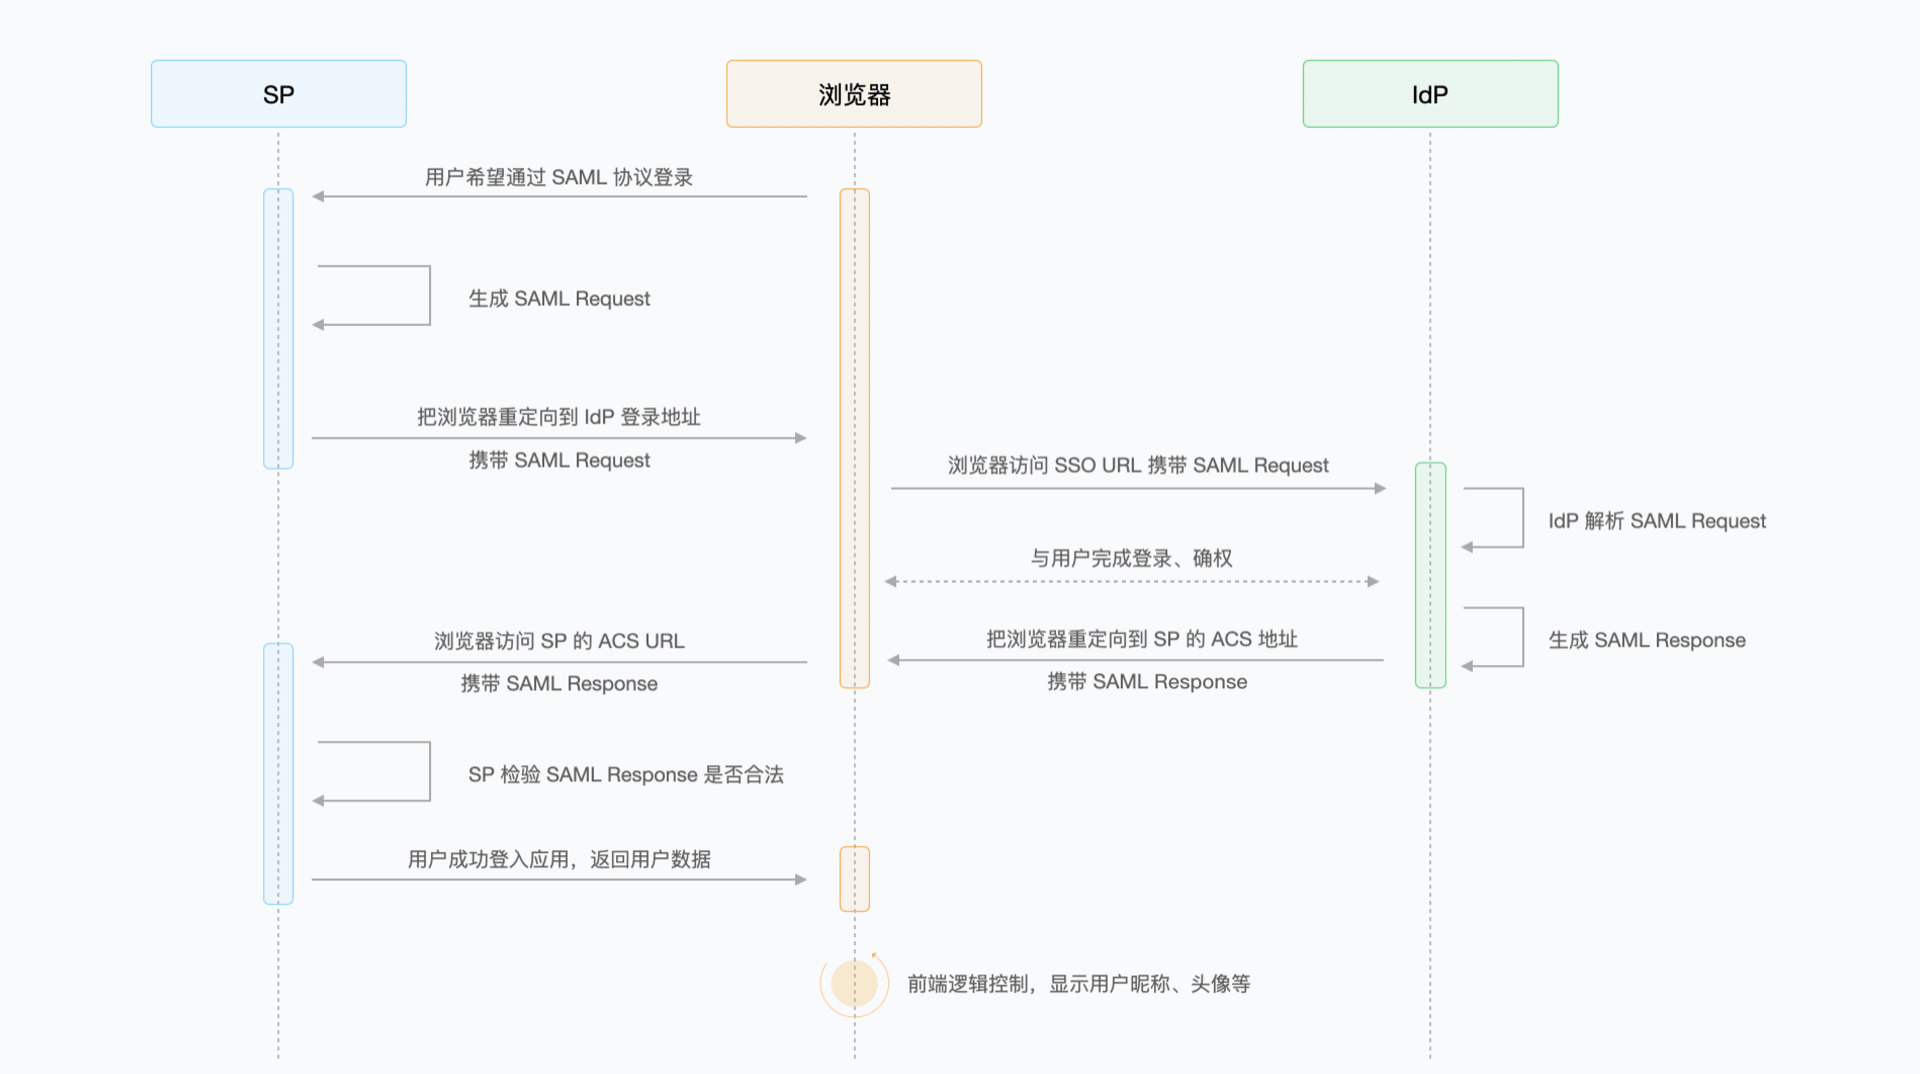 SP
浏览器
IdP
用户希望通过 SAML 协议登录
生成 SAML Request
把浏览器重定向到 IdP 登录地址
携带 SAML Request
浏览器访问 SSO URL 携带 SAML Request
IdP 解析 SAML Request
与用户完成登录、确权
生成 SAML Response
把浏览器重定向到 SP 的 ACS 地址
携带 SAML Response
浏览器访问 SP 的 ACS URL
携带 SAML Response
SP 检验 SAML Response 是否合法
用户成功登入应用，返回用户数据
前端逻辑控制，显示用户昵称、头像等